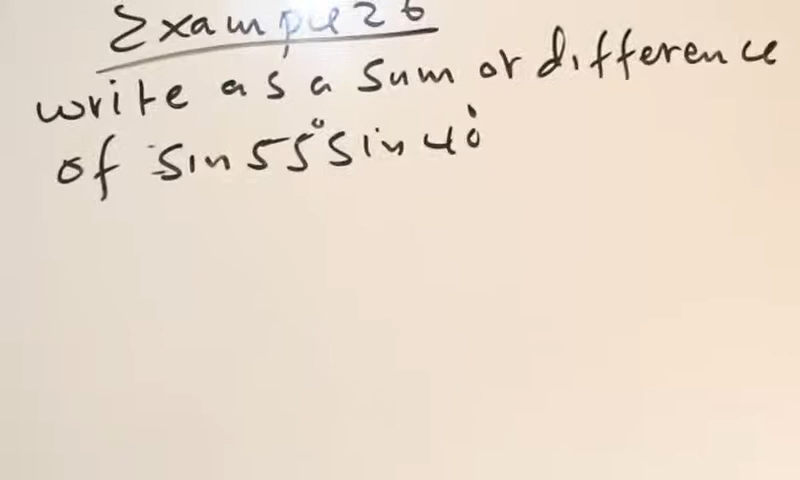 Example 26
write as a sum or difference
of sin 55° sin 40°